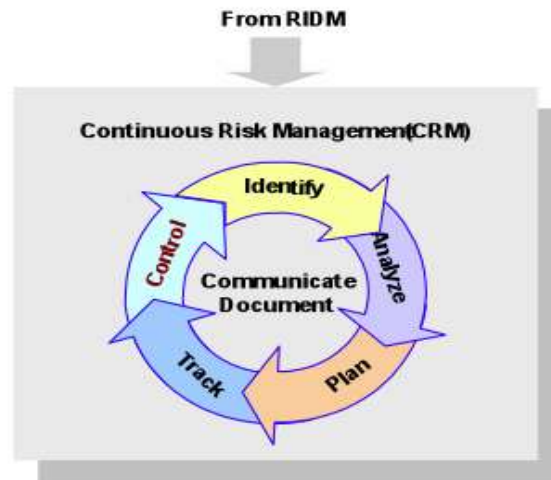 From RIDM
Continuous Risk Management(CRM)
Identify
Analyze
Plan
Track
Control
Communicate
Document